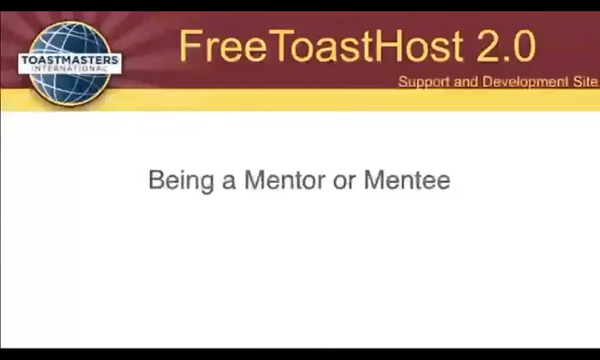 TOASTMASTERS
INTERNATIONAL
FreeToastHost 2.0
Support and Development Site
Being a Mentor or Mentee